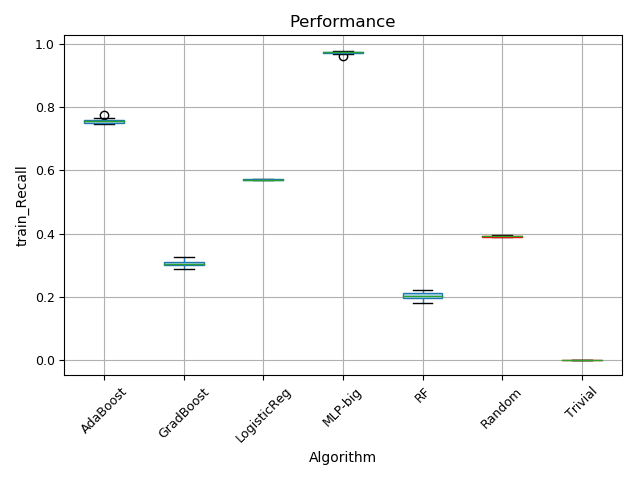 Performance
train_Recall
1.0
0.8
0.6
0.4
0.2
0.0
AdaBoost
GradBoost
LogisticReg
MLP-big
RF
Random
Trivial
Algorithm